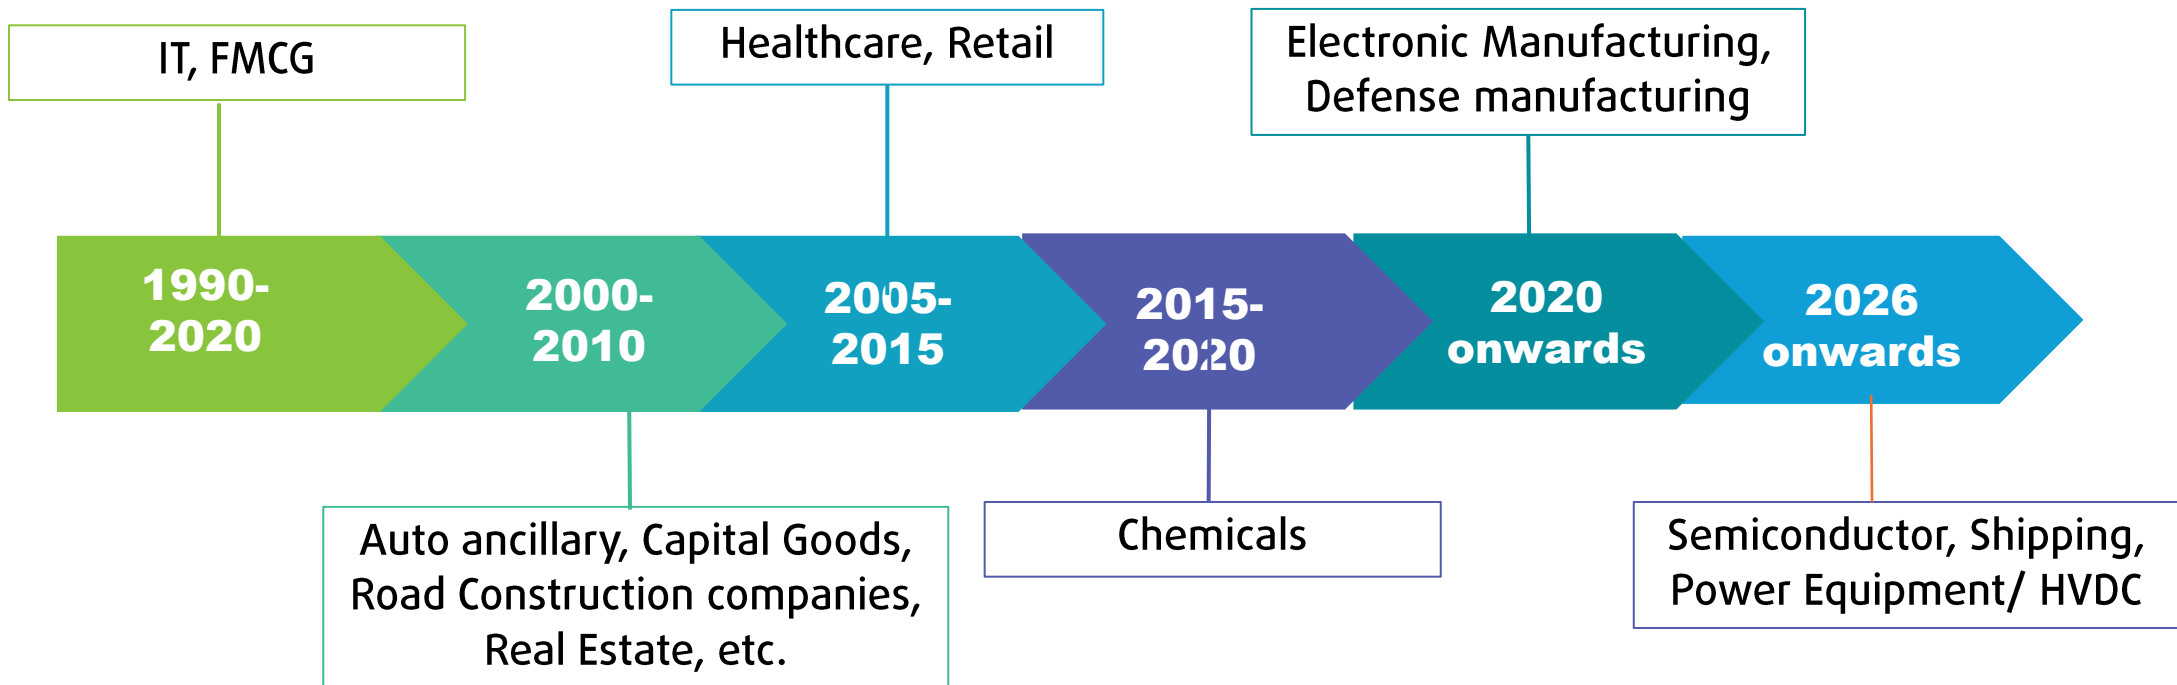 IT, FMCG
Healthcare, Retail
Electronic Manufacturing,
Defense manufacturing
1990-
2020
2000-
2010
2005-
2015
2015-
2020
2020
onwards
2026
onwards
Auto ancillary, Capital Goods,
Road Construction companies,
Real Estate, etc.
Chemicals
Semiconductor, Shipping,
Power Equipment/ HVDC